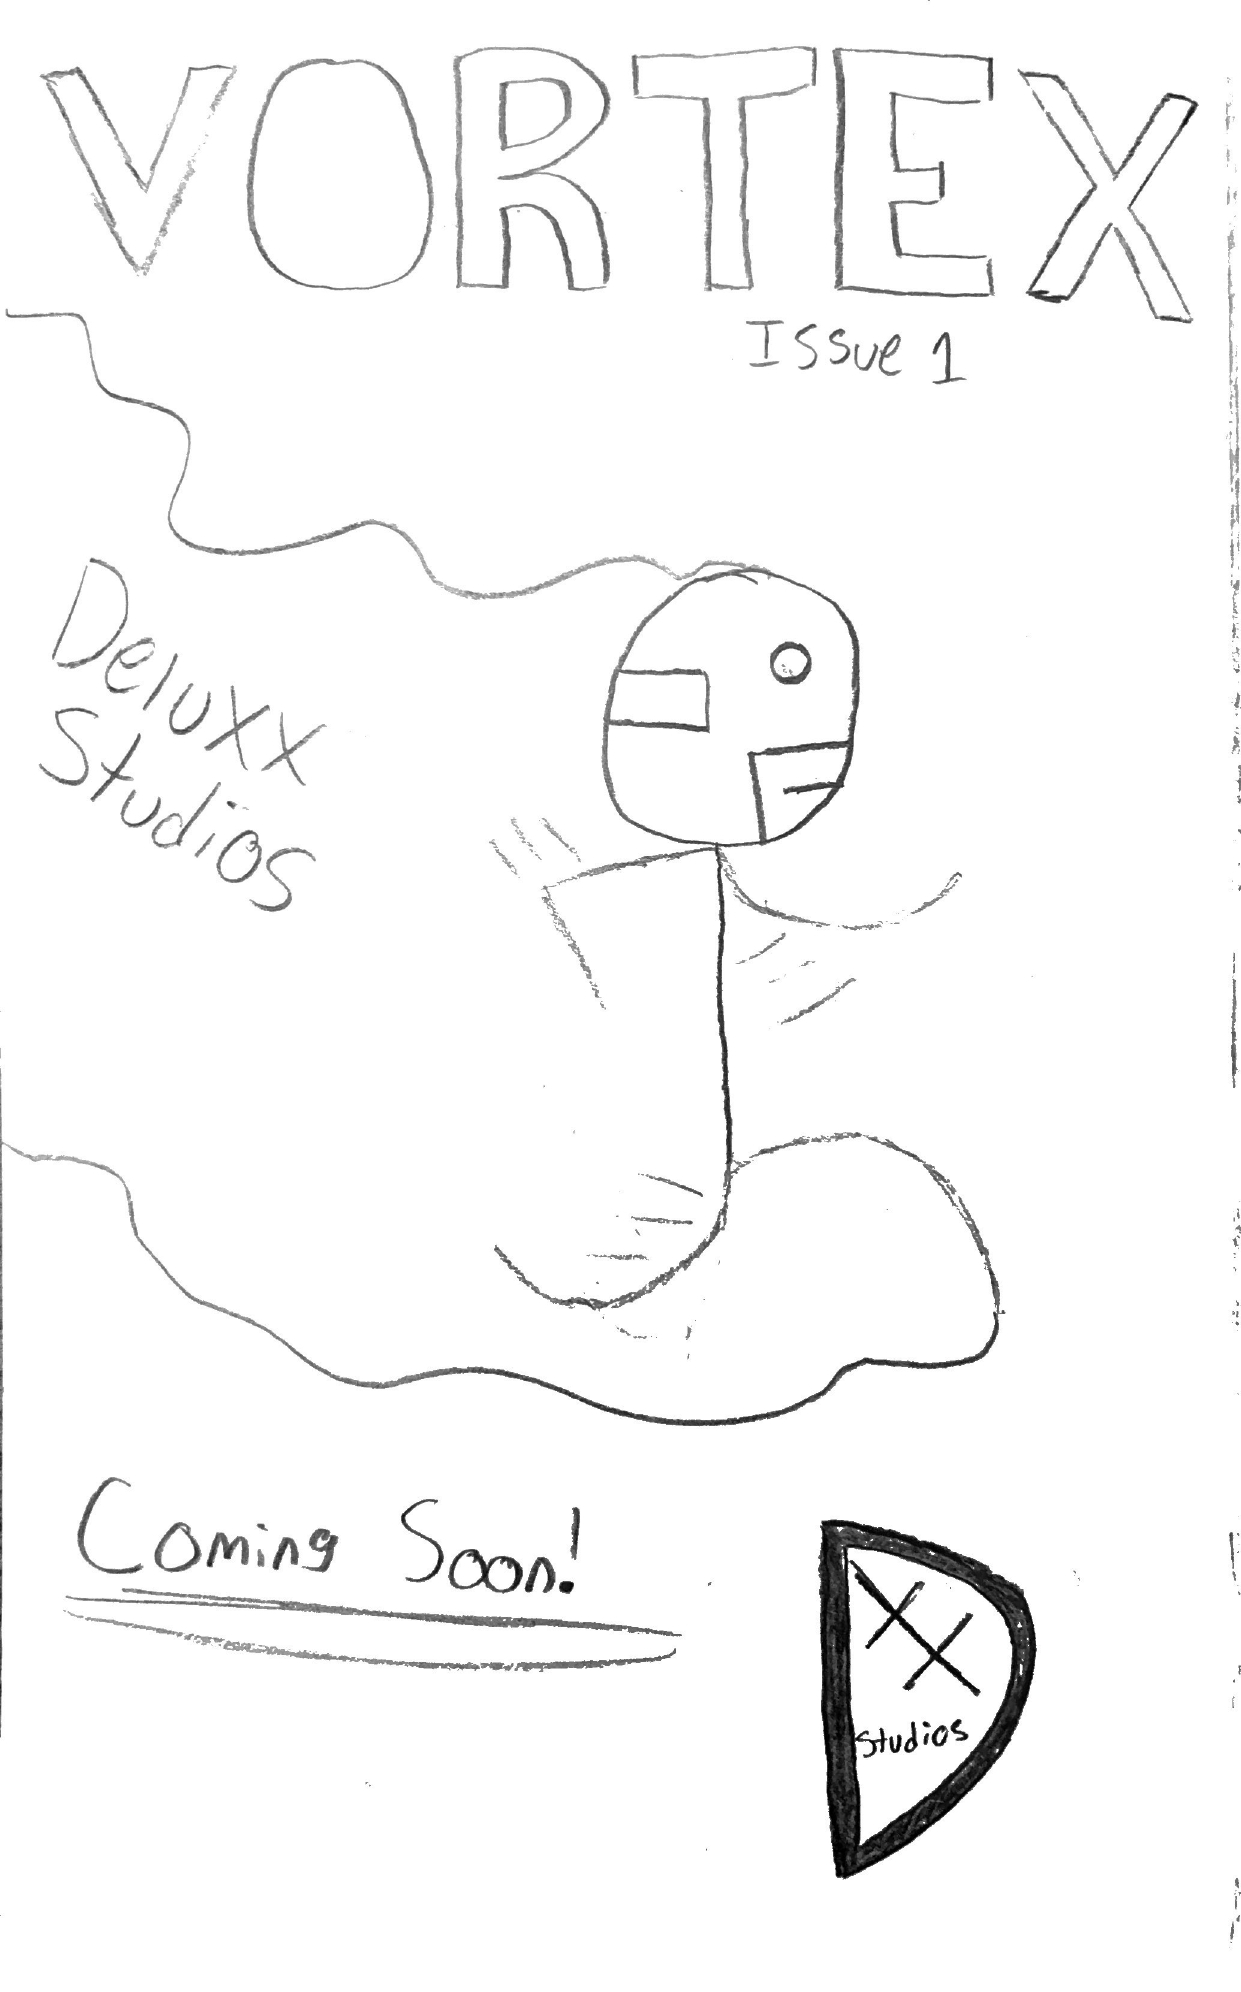 VORTEX
Issue 1
Deluxx
Studios
Coming Soon!
D
XX
Studios